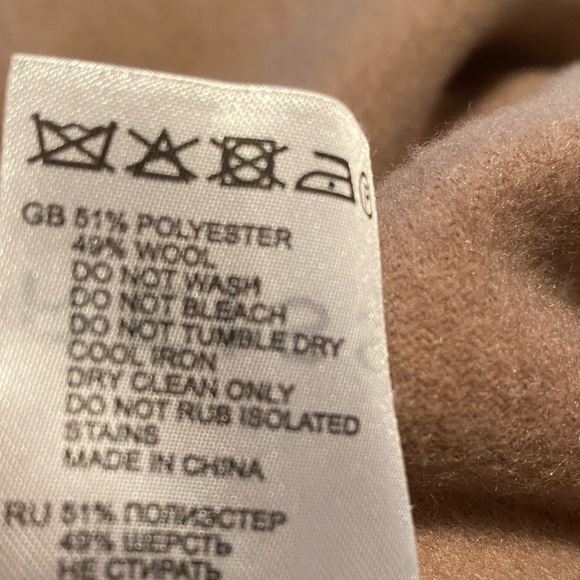 GB 51% POLYESTER
49% WOOL
DO NOT WASH
DO NOT BLEACH
DO NOT TUMBLE DRY
COOL IRON
DRY CLEAN ONLY
DO NOT RUB ISOLATED
STAINS
MADE IN CHINA
RU 51% ПОЛИЭСТЕР
49% ШЕРСТЬ
НЕ СТИРАТЬ